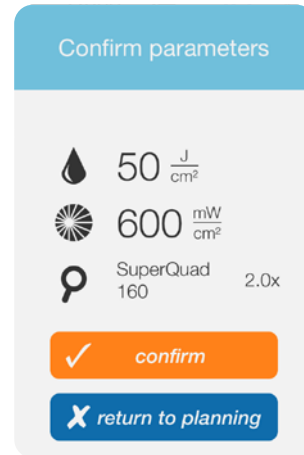 Confirm parameters
50 J/cm²
600 mW/cm²
SuperQuad
160
2.0x
confirm
return to planning